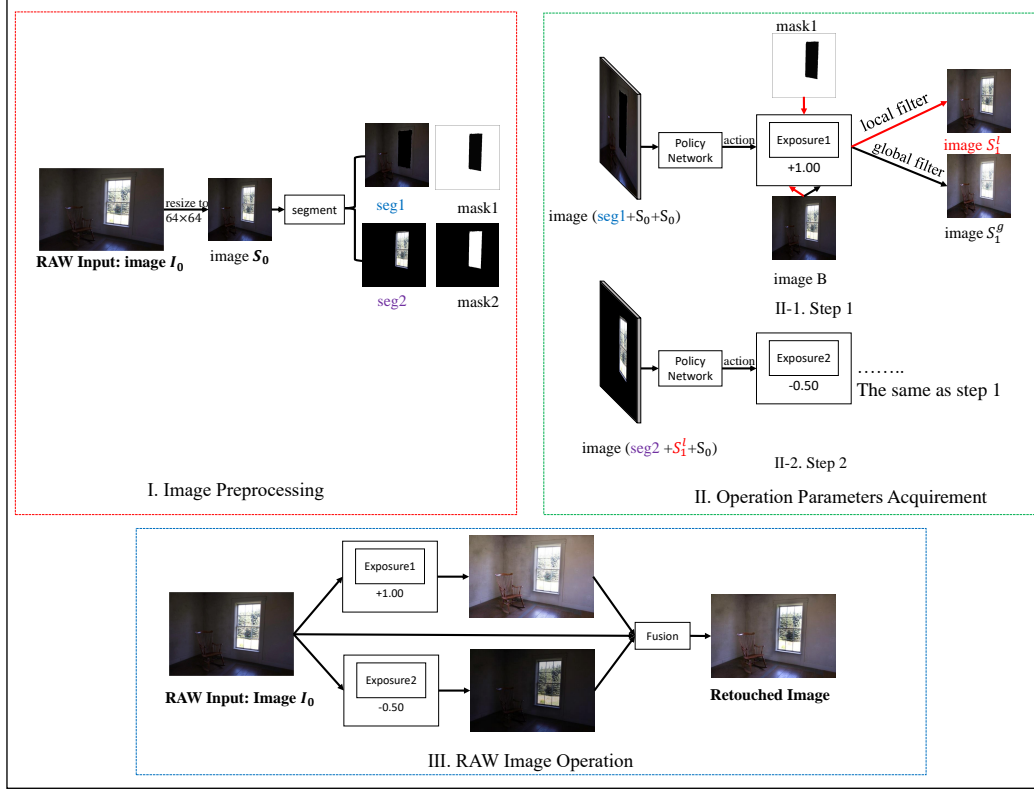 resize to
64×64
segment
RAW Input: image I₀
image S₀
seg1
mask1
seg2
mask2
I. Image Preprocessing
mask1
Policy
Network
action
Exposure1
+1.00
local filter
global filter
image S₁ˡ
image S₁ᵍ
image (seg1+S₀+S₀)
image B
II-1. Step 1
Policy
Network
action
Exposure2
-0.50
……..
The same as step 1
image (seg2 +S₁ˡ+S₀)
II-2. Step 2
II. Operation Parameters Acquirement
Exposure1
+1.00
Fusion
Exposure2
-0.50
RAW Input: Image I₀
Retouched Image
III. RAW Image Operation